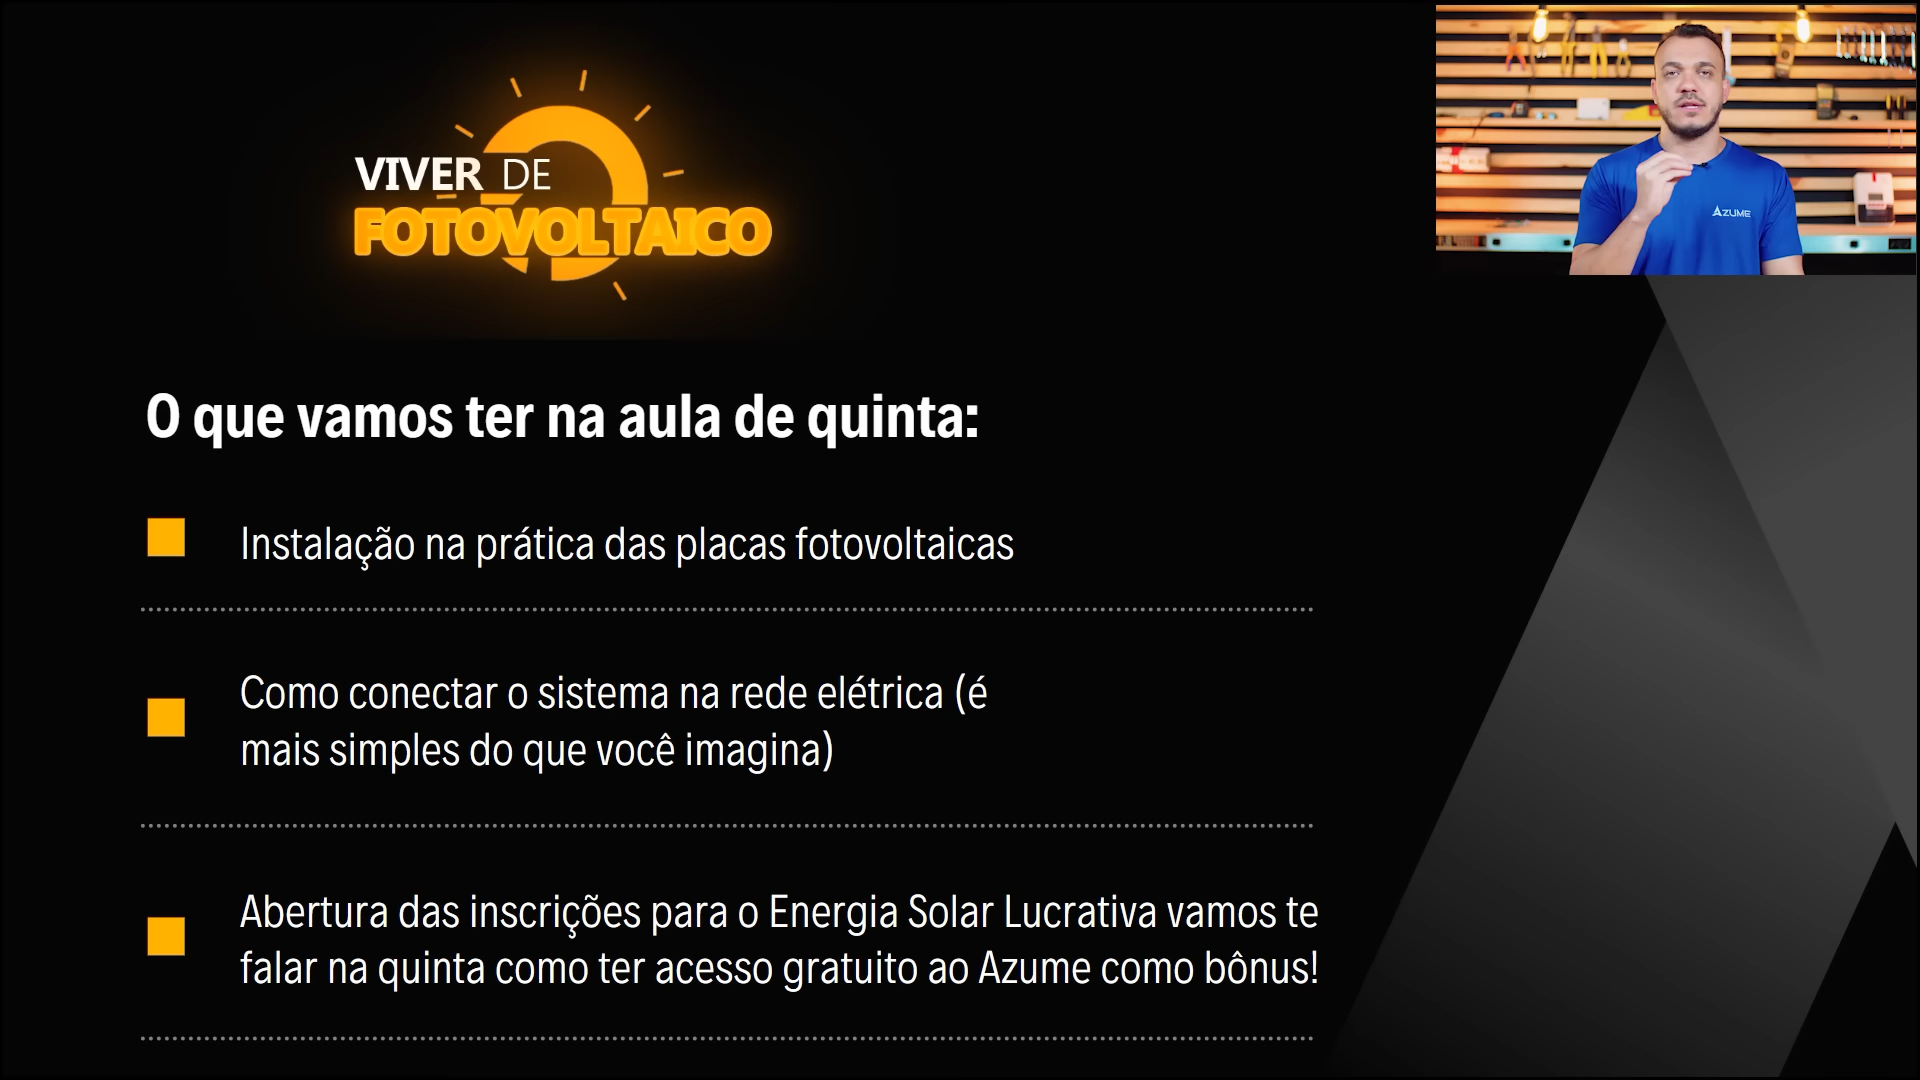 VIVER DE
FOTOVOLTAICO
AZUME
O que vamos ter na aula de quinta:
Instalação na prática das placas fotovoltaicas
Como conectar o sistema na rede elétrica (é
mais simples do que você imagina)
Abertura das inscrições para o Energia Solar Lucrativa vamos te
falar na quinta como ter acesso gratuito ao Azume como bônus!